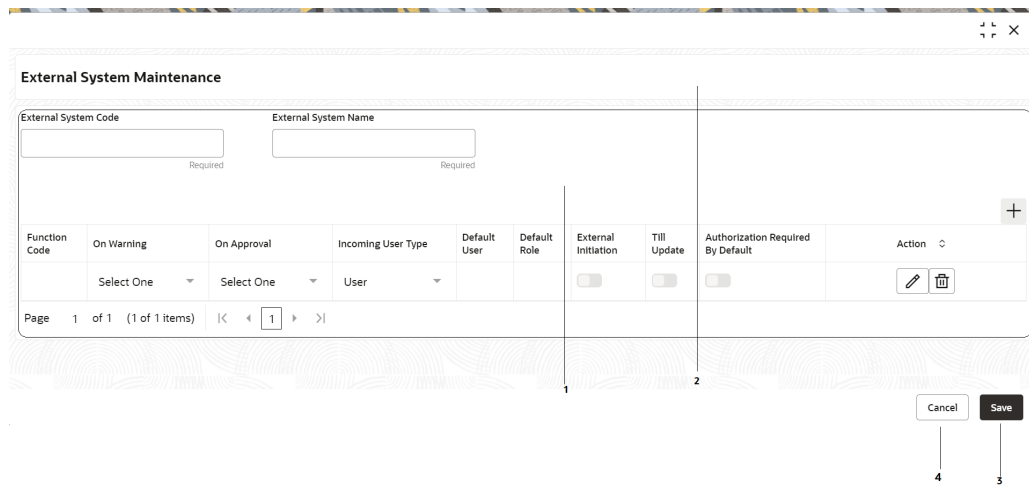 External System Maintenance
External System Code External System Name
Required Required
Function Code On Warning On Approval Incoming User Type Default User Default Role External Initiation Till Update Authorization Required By Default Action
Select One Select One User
Page 1 of 1 (1 of 1 items) 1
1 2
Cancel Save
4 3